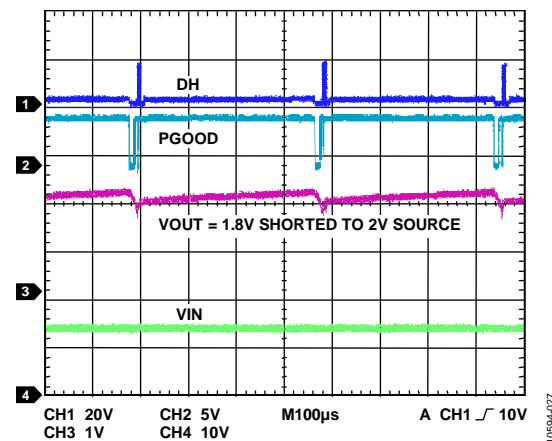 DH
1
PGOOD
2
VOUT = 1.8V SHORTED TO 2V SOURCE
3
VIN
4
CH1 20V CH2 5V M100µs A CH1 10V
CH3 1V CH4 10V